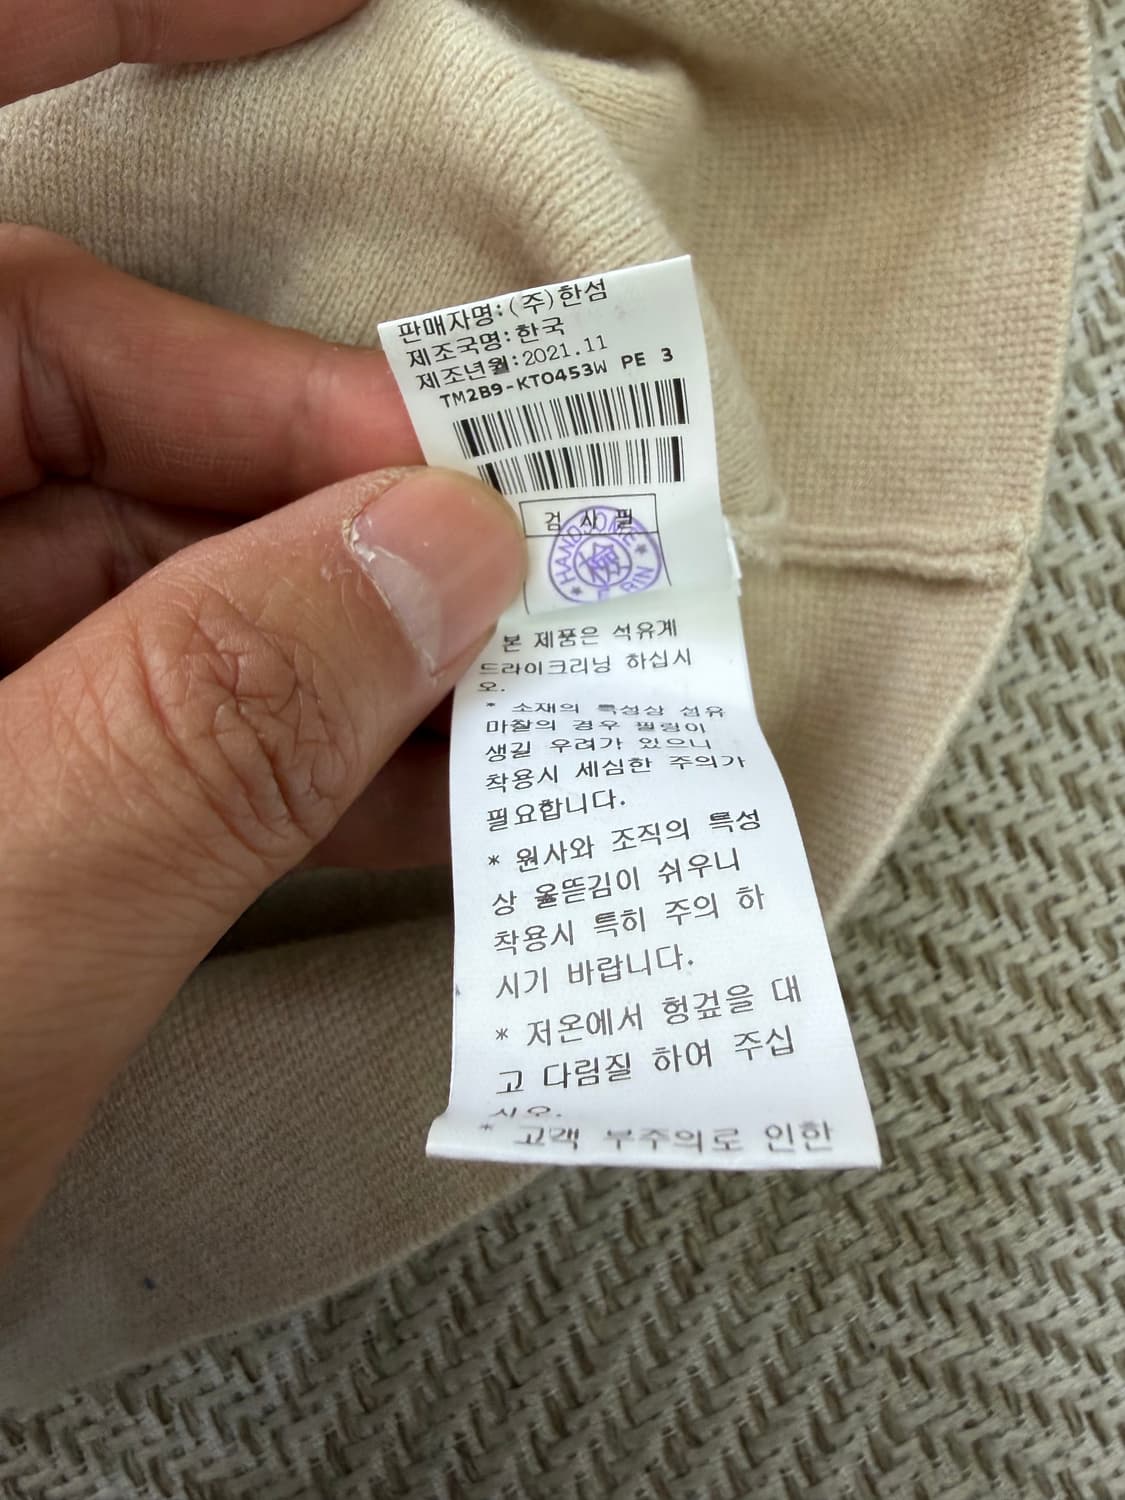 판매자명:(주)한섬
제조국명:한국
제조년월:2021.11
TM2B9-KT0453W PE 3
검 사 필
HANDSOME
본 제품은 석유계
드라이크리닝 하십시
오.
* 소재의 특성상 섬유
마찰의 경우 필링이
생길 우려가 있으니
착용시 세심한 주의가
필요합니다.
* 원사와 조직의 특성
상 올뜯김이 쉬우니
착용시 특히 주의 하
시기 바랍니다.
* 저온에서 헝겊을 대
고 다림질 하여 주십
시오.
* 고객 부주의로 인한